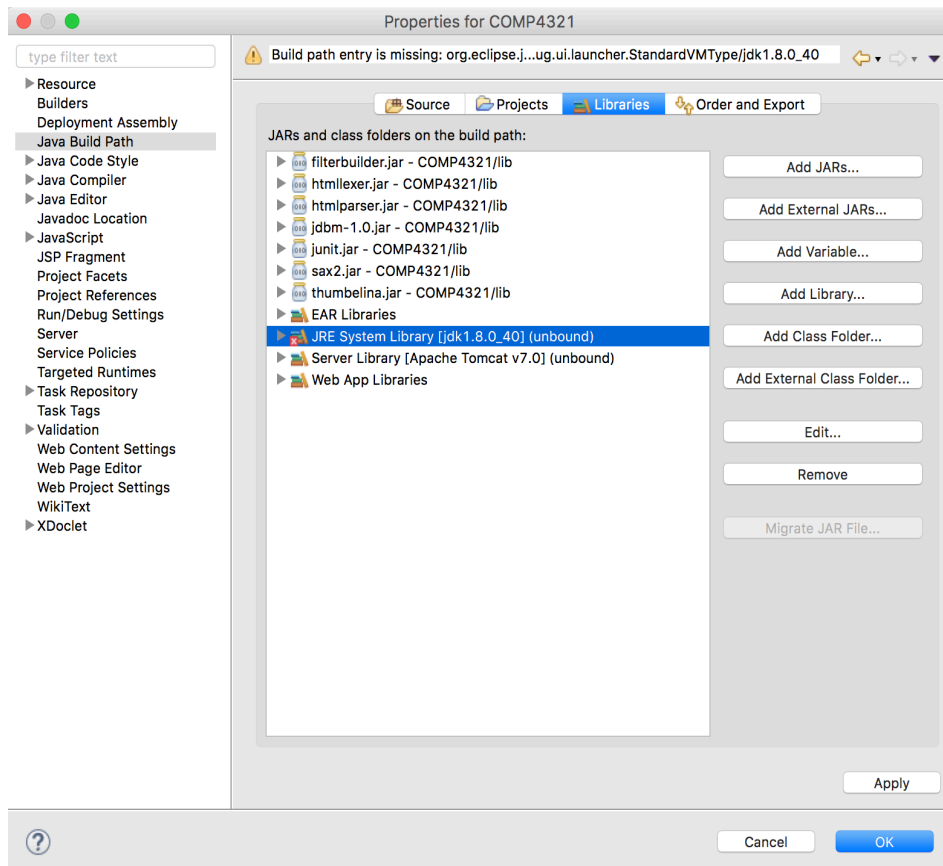 Properties for COMP4321
type filter text
Build path entry is missing: org.eclipse.j...ug.ui.launcher.StandardVMType/jdk1.8.0_40
Resource
Builders
Deployment Assembly
Java Build Path
Java Code Style
Java Compiler
Java Editor
Javadoc Location
JavaScript
JSP Fragment
Project Facets
Project References
Run/Debug Settings
Server
Service Policies
Targeted Runtimes
Task Repository
Task Tags
Validation
Web Content Settings
Web Page Editor
Web Project Settings
WikiText
XDoclet
Source Projects Libraries Order and Export
JARs and class folders on the build path:
filterbuilder.jar - COMP4321/lib
htmllexer.jar - COMP4321/lib
htmlparser.jar - COMP4321/lib
jdbm-1.0.jar - COMP4321/lib
junit.jar - COMP4321/lib
sax2.jar - COMP4321/lib
thumbelina.jar - COMP4321/lib
EAR Libraries
JRE System Library [jdk1.8.0_40] (unbound)
Server Library [Apache Tomcat v7.0] (unbound)
Web App Libraries
Add JARs...
Add External JARs...
Add Variable...
Add Library...
Add Class Folder...
Add External Class Folder...
Edit...
Remove
Migrate JAR File...
Apply
?
Cancel
OK